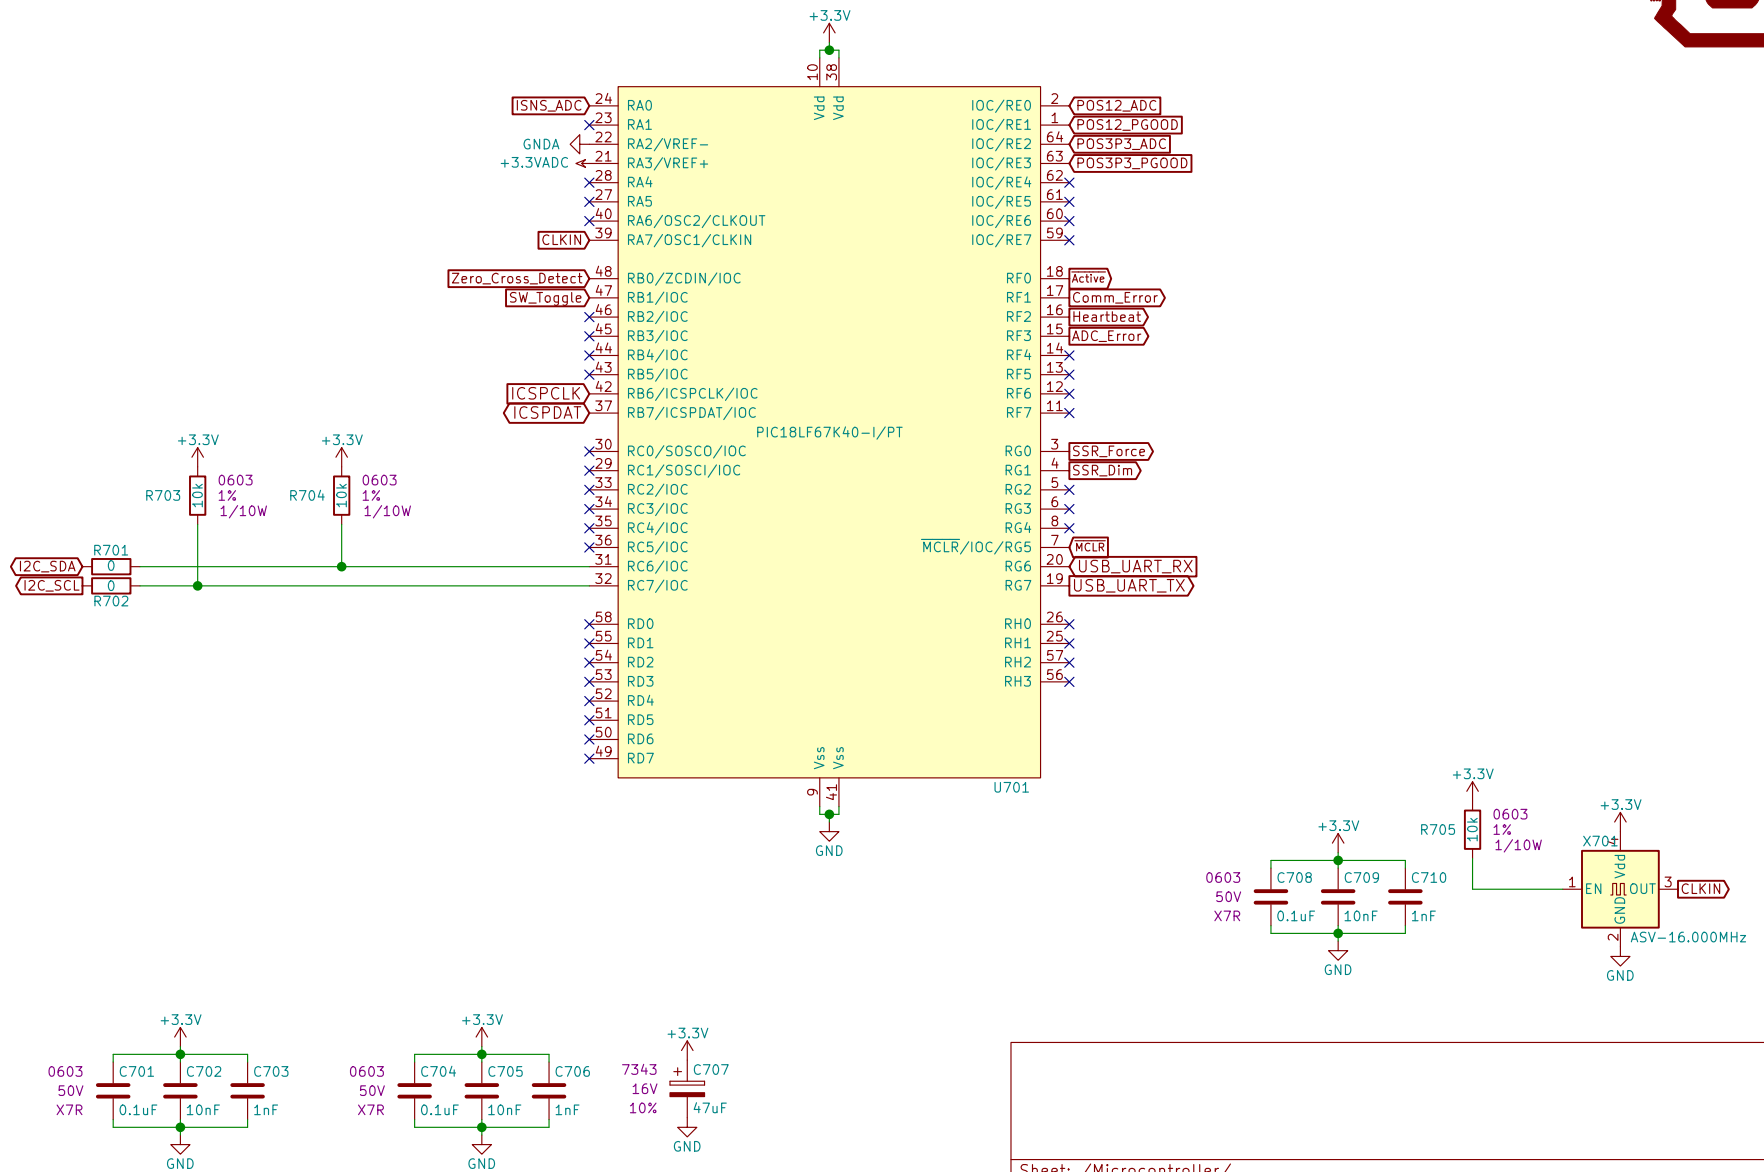 +3.3V
10 38
Vdd Vdd
ISNS_ADC 24 RA0 IOC/RE0 2 POS12_ADC
23 RA1 IOC/RE1 1 POS12_PGOOD
GNDA 22 RA2/VREF- IOC/RE2 64 POS3P3_ADC
+3.3VADC 21 RA3/VREF+ IOC/RE3 63 POS3P3_PGOOD
28 RA4 IOC/RE4 62
27 RA5 IOC/RE5 61
40 RA6/OSC2/CLKOUT IOC/RE6 60
CLKIN 39 RA7/OSC1/CLKIN IOC/RE7 59
Zero_Cross_Detect 48 RB0/ZCDIN/IOC RF0 18 Active
SW_Toggle 47 RB1/IOC RF1 17 Comm_Error
46 RB2/IOC RF2 16 Heartbeat
45 RB3/IOC RF3 15 ADC_Error
44 RB4/IOC RF4 14
43 RB5/IOC RF5 13
ICSPCLK 42 RB6/ICSPCLK/IOC RF6 12
ICSPDAT 37 RB7/ICSPDAT/IOC RF7 11
PIC18LF67K40-I/PT
30 RC0/SOSCO/IOC RG0 3 SSR_Force
29 RC1/SOSCI/IOC RG1 4 SSR_Dim
33 RC2/IOC RG2 5
34 RC3/IOC RG3 6
35 RC4/IOC RG4 8
36 RC5/IOC MCLR/IOC/RG5 7 MCLR
31 RC6/IOC RG6 20 USB_UART_RX
32 RC7/IOC RG7 19 USB_UART_TX
58 RD0 RH0 26
55 RD1 RH1 25
54 RD2 RH2 57
53 RD3 RH3 56
52 RD4
51 RD5
50 RD6
49 RD7
Vss Vss
9 41
U701
GND
+3.3V +3.3V
R703 10k 0603 1% 1/10W
R704 10k 0603 1% 1/10W
R701
I2C_SDA 0
I2C_SCL 0
R702
+3.3V
R705 10k 0603 1% 1/10W
+3.3V
X701
4
Vdd
1 EN OUT 3 CLKIN
GND
2
ASV-16.000MHz
GND
+3.3V
0603 C708 C709 C710
50V
X7R 0.1uF 10nF 1nF
GND
+3.3V
0603 C701 C702 C703
50V
X7R 0.1uF 10nF 1nF
GND
+3.3V
0603 C704 C705 C706
50V
X7R 0.1uF 10nF 1nF
GND
+3.3V
7343 + C707
16V
10% 47uF
GND
Sheet: /Microcontroller/